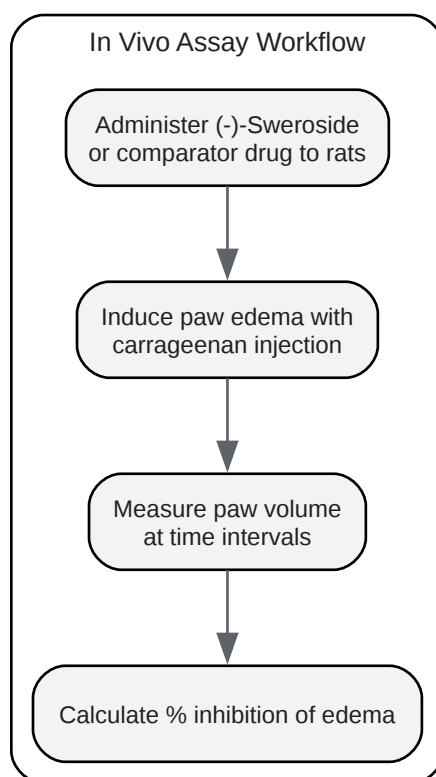 In Vivo Assay Workflow
Administer (-)-Sweroside
or comparator drug to rats
Induce paw edema with
carrageenan injection
Measure paw volume
at time intervals
Calculate % inhibition of edema